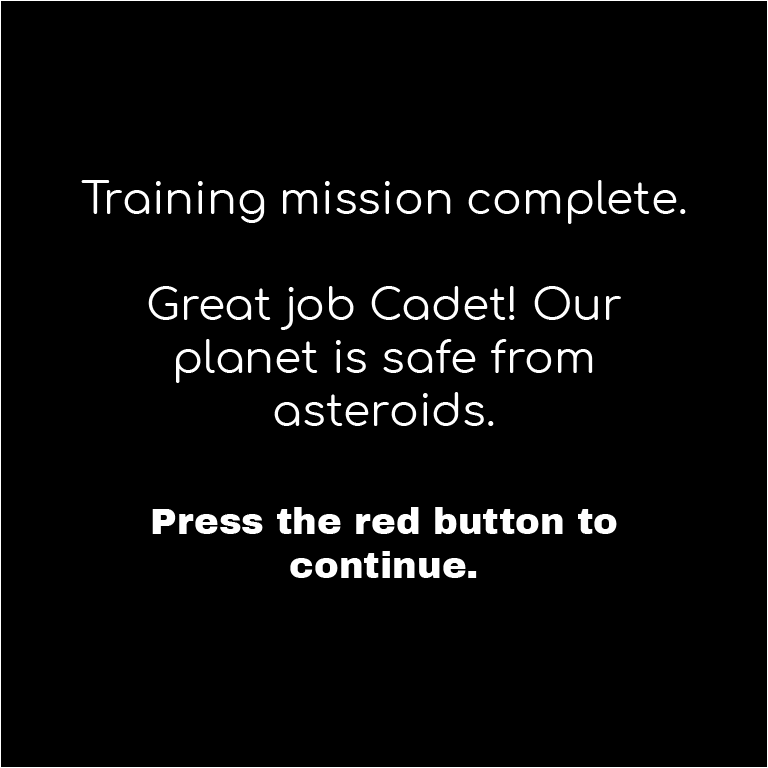 Training mission complete.
Great job Cadet! Our
planet is safe from
asteroids.
Press the red button to
continue.